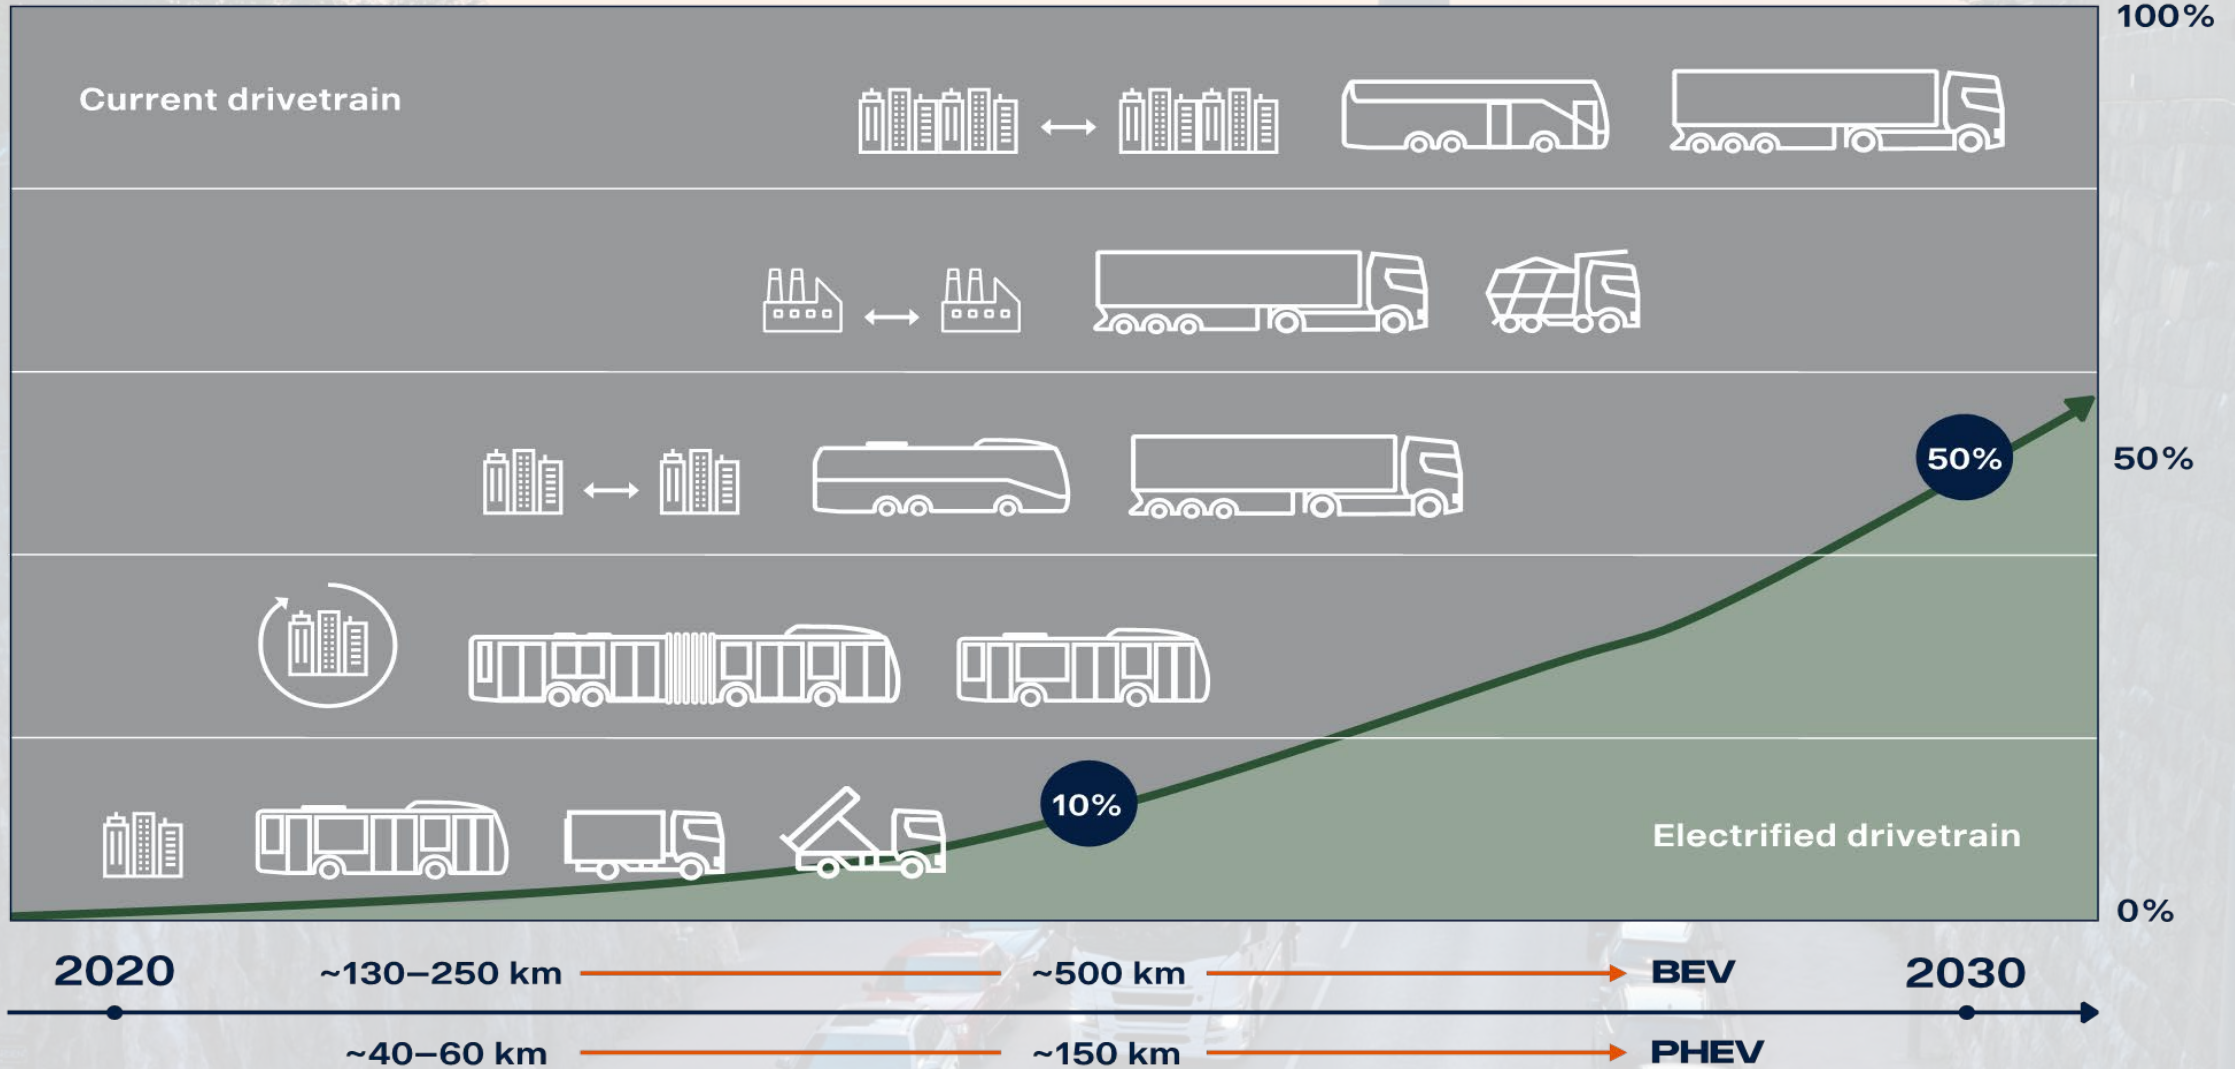 100%
Current drivetrain
50%
50%
10%
Electrified drivetrain
0%
2020
~130–250 km
~500 km
BEV
2030
~40–60 km
~150 km
PHEV